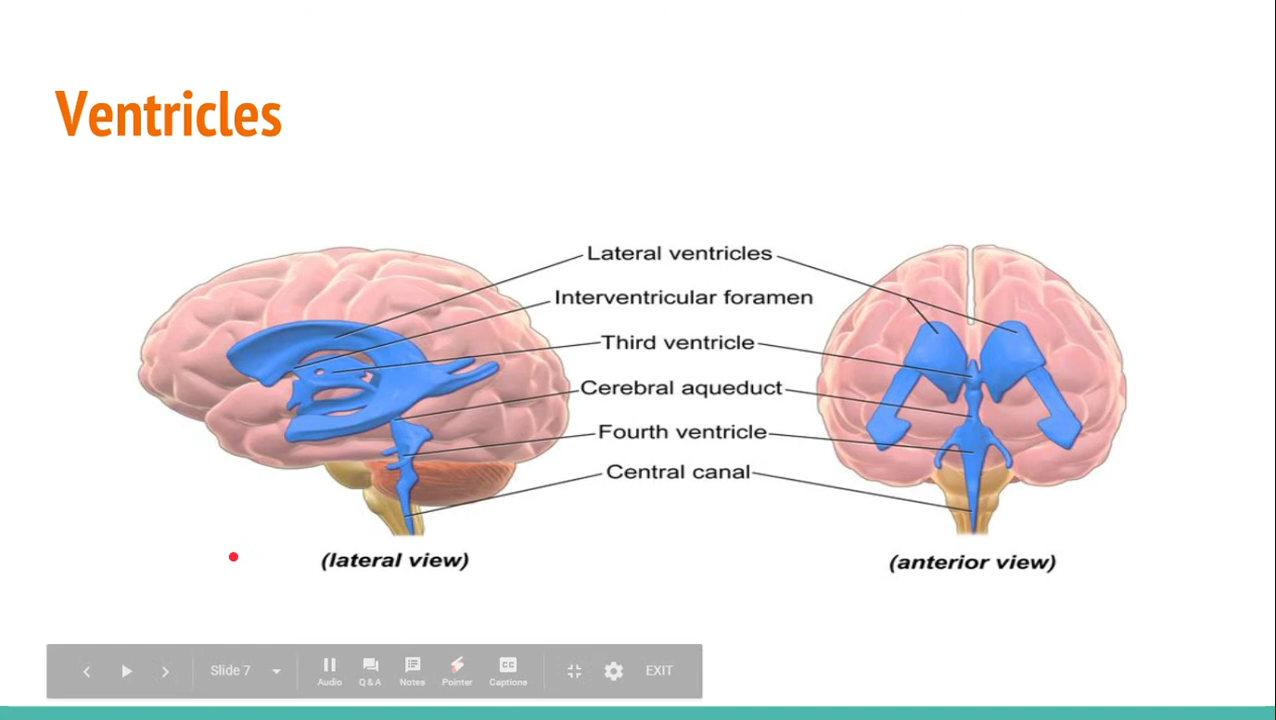 Ventricles
Lateral ventricles
Interventricular foramen
Third ventricle
Cerebral aqueduct
Fourth ventricle
Central canal
(lateral view)
(anterior view)
Slide 7
Audio
Q & A
Notes
Pointer
CC
Captions
EXIT